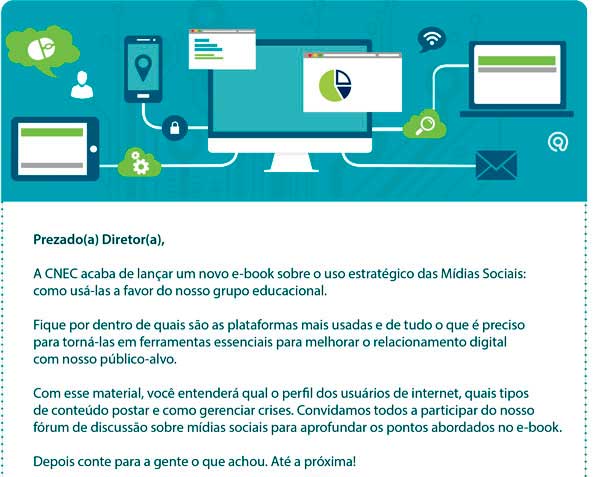 Prezado(a) Diretor(a),
A CNEC acaba de lançar um novo e-book sobre o uso estratégico das Mídias Sociais:
como usá-las a favor do nosso grupo educacional.
Fique por dentro de quais são as plataformas mais usadas e de tudo o que é preciso
para torná-las em ferramentas essenciais para melhorar o relacionamento digital
com nosso público-alvo.
Com esse material, você entenderá qual o perfil dos usuários de internet, quais tipos
de conteúdo postar e como gerenciar crises. Convidamos todos a participar do nosso
fórum de discussão sobre mídias sociais para aprofundar os pontos abordados no e-book.
Depois conte para a gente o que achou. Até a próxima!